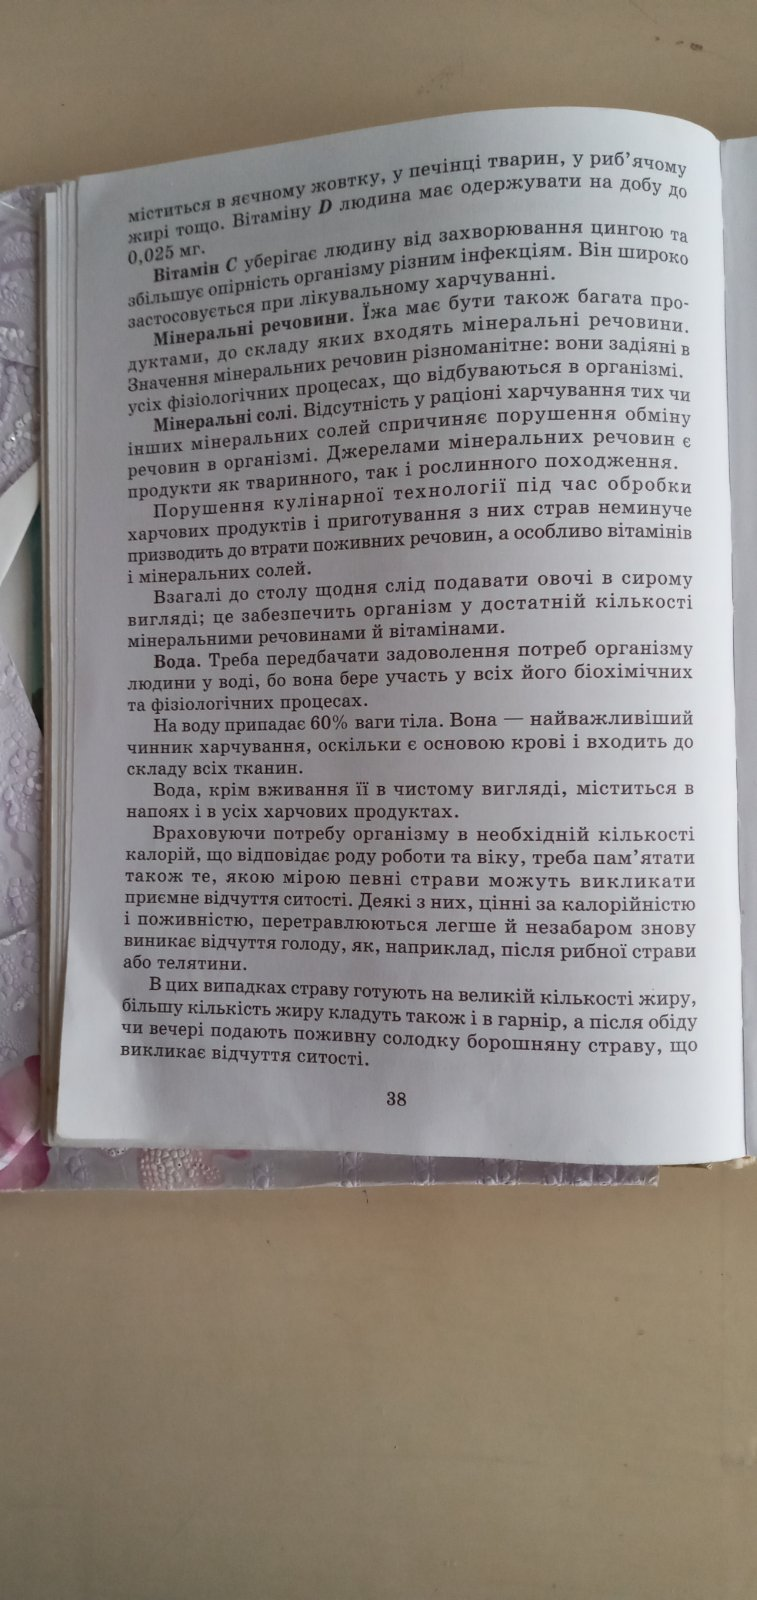 міститься в яєчному жовтку, у печінці тварин, у риб’ячому
жирі тощо. Вітаміну D людина має одержувати на добу до
0,025 мг.
Вітамін C уберігає людину від захворювання цингою та
збільшує опірність організму різним інфекціям. Він широко
застосовується при лікувальному харчуванні.
Мінеральні речовини. Їжа має бути також багата про-
дуктами, до складу яких входять мінеральні речовини.
Значення мінеральних речовин різноманітне: вони задіяні в
усіх фізіологічних процесах, що відбуваються в організмі.
Мінеральні солі. Відсутність у раціоні харчування тих чи
інших мінеральних солей спричиняє порушення обміну
речовин в організмі. Джерелами мінеральних речовин є
продукти як тваринного, так і рослинного походження.
Порушення кулінарної технології під час обробки
харчових продуктів і приготування з них страв неминуче
призводить до втрати поживних речовин, а особливо вітамінів
і мінеральних солей.
Взагалі до столу щодня слід подавати овочі в сирому
вигляді; це забезпечить організм у достатній кількості
мінеральними речовинами й вітамінами.
Вода. Треба передбачати задоволення потреб організму
людини у воді, бо вона бере участь у всіх його біохімічних
та фізіологічних процесах.
На воду припадає 60% ваги тіла. Вона — найважливіший
чинник харчування, оскільки є основою крові і входить до
складу всіх тканин.
Вода, крім вживання її в чистому вигляді, міститься в
напоях і в усіх харчових продуктах.
Враховуючи потребу організму в необхідній кількості
калорій, що відповідає роду роботи та віку, треба пам’ятати
також те, якою мірою певні страви можуть викликати
приємне відчуття ситості. Деякі з них, цінні за калорійністю
і поживністю, перетравлюються легше й незабаром знову
виникає відчуття голоду, як, наприклад, після рибної страви
або телятини.
В цих випадках страву готують на великій кількості жиру,
більшу кількість жиру кладуть також і в гарнір, а після обіду
чи вечері подають поживну солодку борошняну страву, що
викликає відчуття ситості.
38